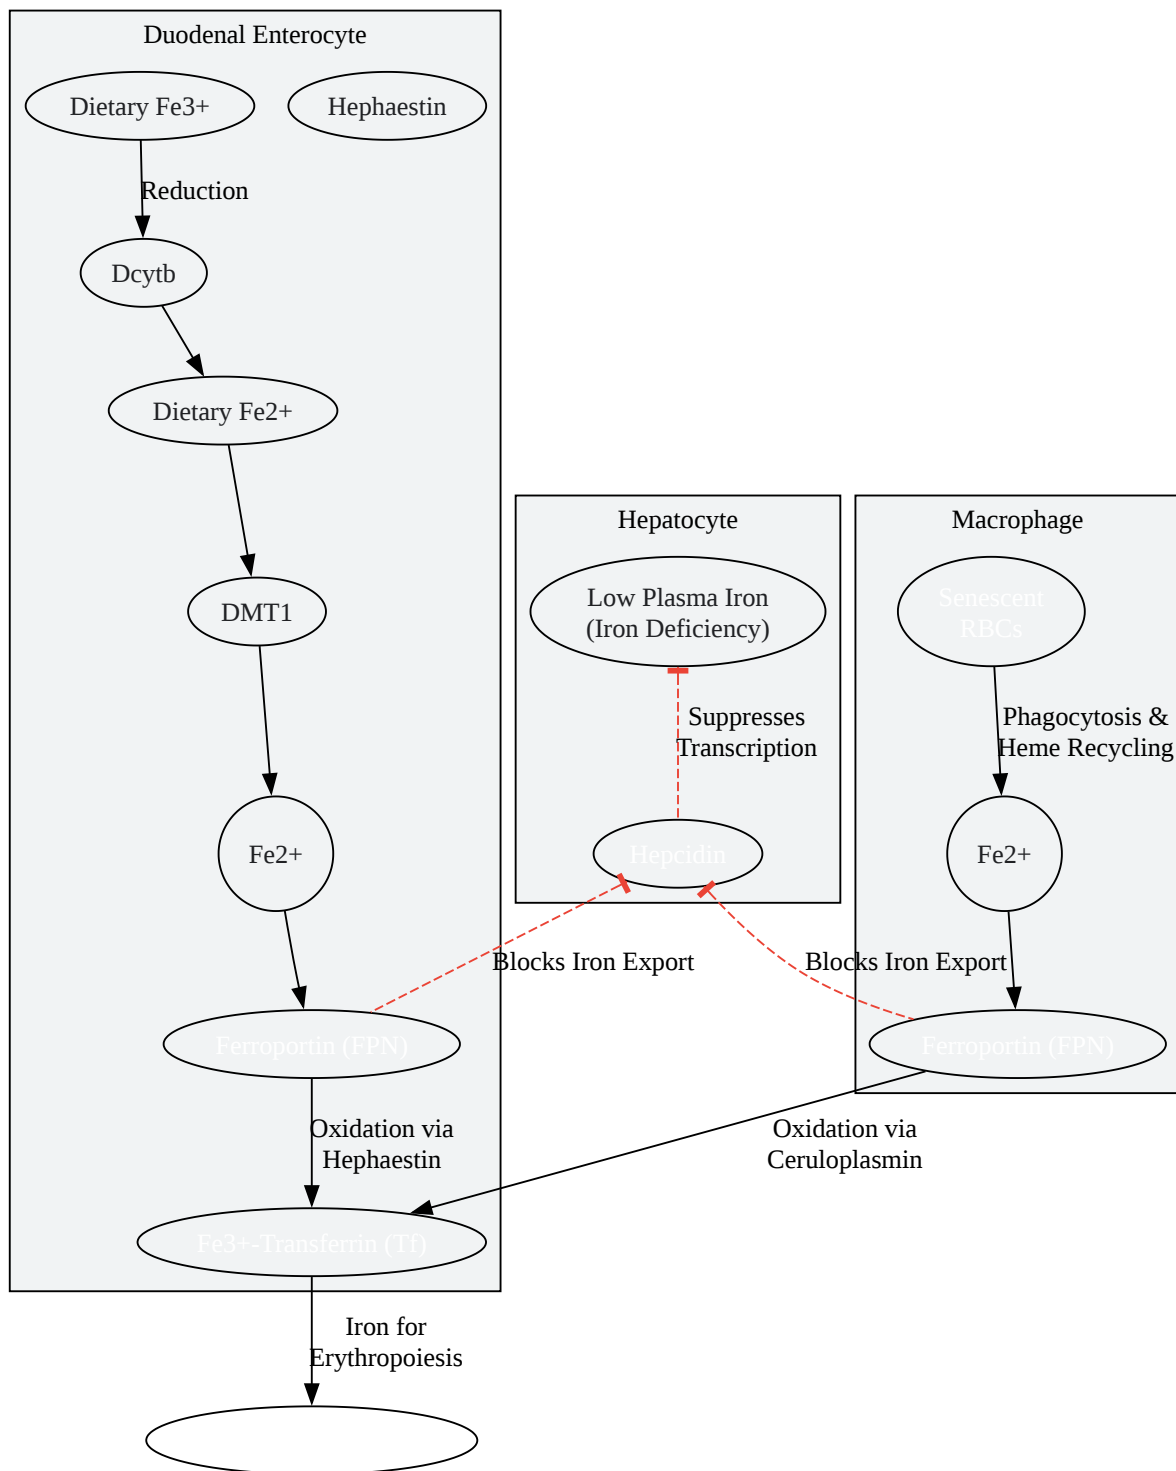 Duodenal Enterocyte
Dietary Fe3+
Hephaestin
Reduction
Dcytb
Dietary Fe2+
DMT1
Fe2+
Ferroportin (FPN)
Oxidation via
Hephaestin
Fe3+-Transferrin (Tf)
Iron for
Erythropoiesis
Hepatocyte
Low Plasma Iron
(Iron Deficiency)
Suppresses
Transcription
Hepcidin
Blocks Iron Export
Macrophage
Senescent
RBCs
Phagocytosis &
Heme Recycling
Fe2+
Blocks Iron Export
Ferroportin (FPN)
Oxidation via
Ceruloplasmin